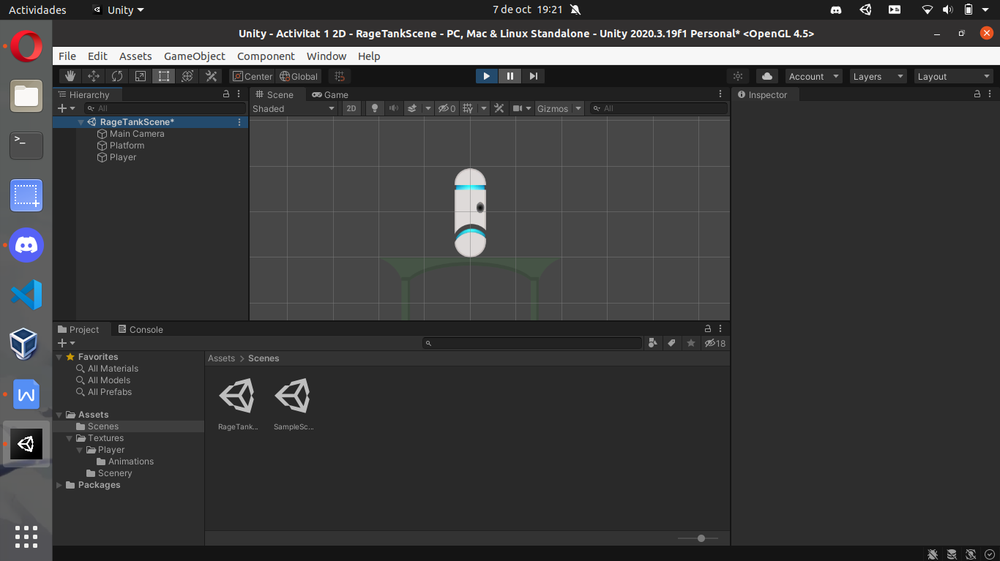 Actividades
Unity
7 de oct 19:21
Unity - Activitat 1 2D - RageTankScene - PC, Mac & Linux Standalone - Unity 2020.3.19f1 Personal* <OpenGL 4.5>
File Edit Assets GameObject Component Window Help
Center Global Account Layers Layout
Hierarchy
All
RageTankScene*
Main Camera
Platform
Player
Scene Game
Shaded 2D 0 Gizmos All
Inspector
Project Console
18
Favorites
All Materials
All Models
All Prefabs
Assets
Scenes
Textures
Player
Animations
Scenery
Packages
Assets > Scenes
RageTank...
SampleSc...